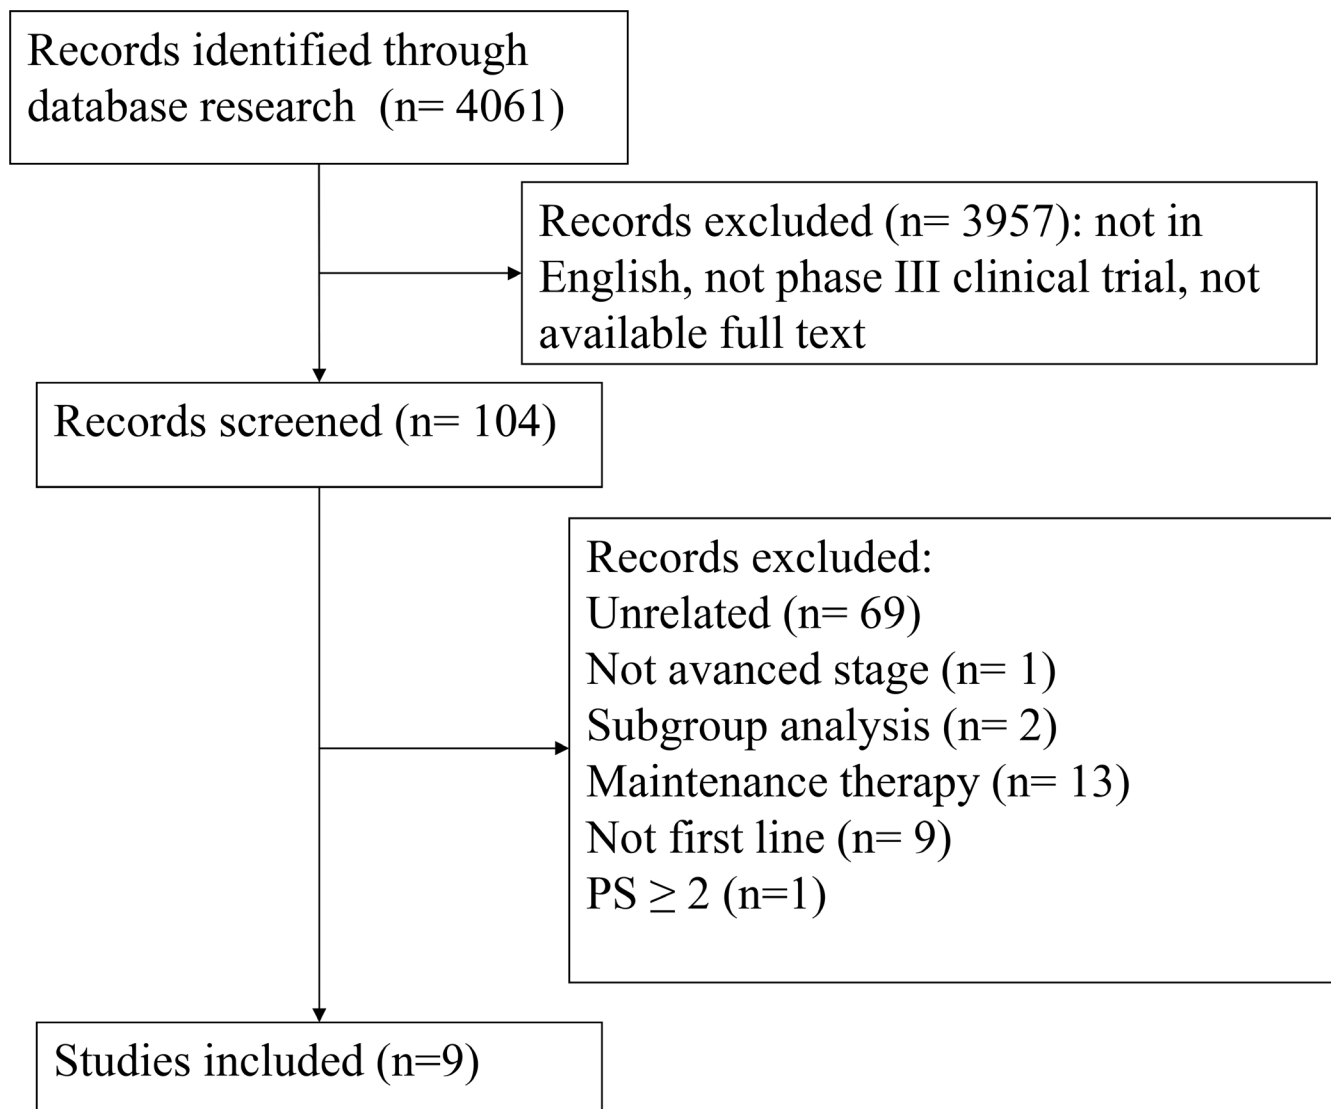 Records identified through
database research (n= 4061)
Records excluded (n= 3957): not in
English, not phase III clinical trial, not
available full text
Records screened (n= 104)
Records excluded:
Unrelated (n= 69)
Not avanced stage (n= 1)
Subgroup analysis (n= 2)
Maintenance therapy (n= 13)
Not first line (n= 9)
PS ≥ 2 (n=1)
Studies included (n=9)